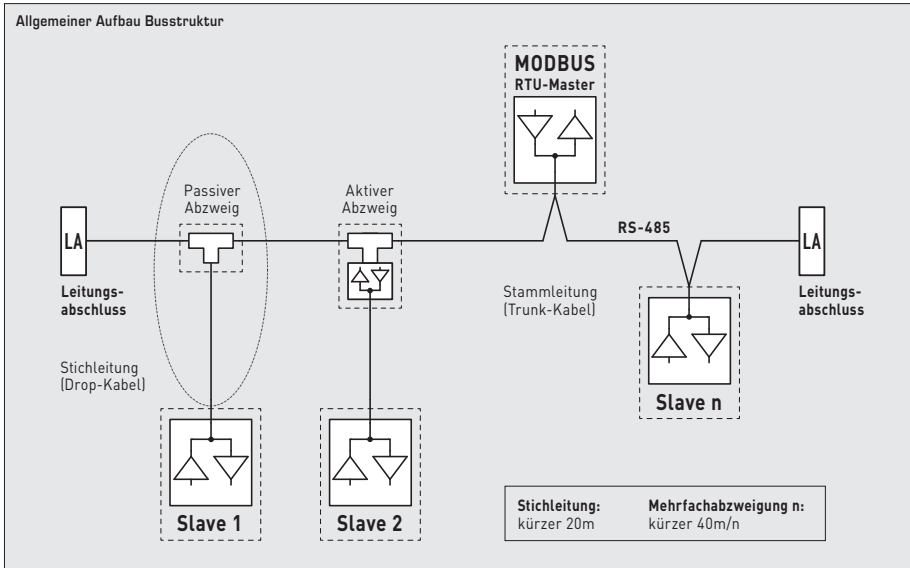 Allgemeiner Aufbau Busstruktur
MODBUS
RTU-Master
Passiver
Abzweig
Aktiver
Abzweig
LA
RS-485
LA
Leitungs-
abschluss
Stammleitung
(Trunk-Kabel)
Leitungs-
abschluss
Stichleitung
(Drop-Kabel)
Slave n
Slave 1
Slave 2
Stichleitung:
kürzer 20m
Mehrfachabzweigung n:
kürzer 40m/n